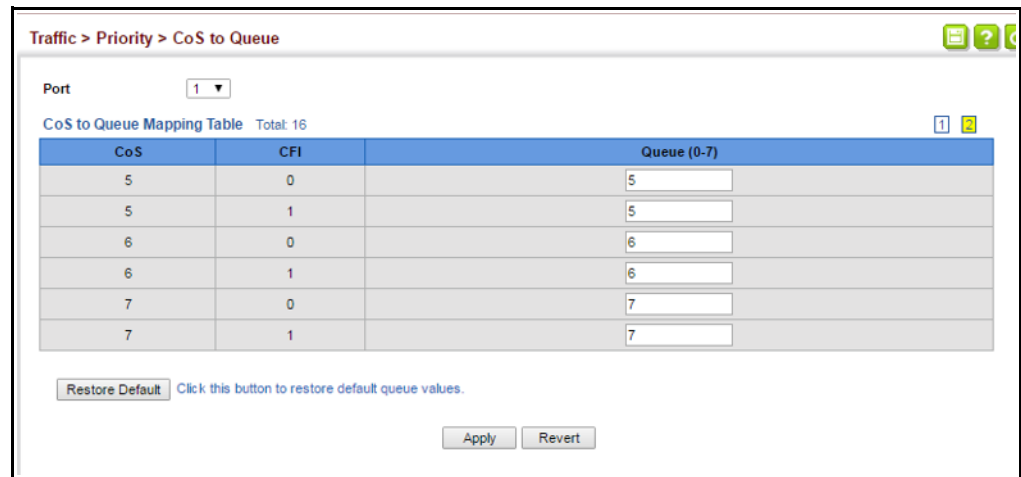 Traffic > Priority > CoS to Queue
?
Port 1
CoS to Queue Mapping Table Total: 16 1 2
CoS CFI Queue (0-7)
5 0 5
5 1 5
6 0 6
6 1 6
7 0 7
7 1 7
Restore Default Click this button to restore default queue values.
Apply Revert